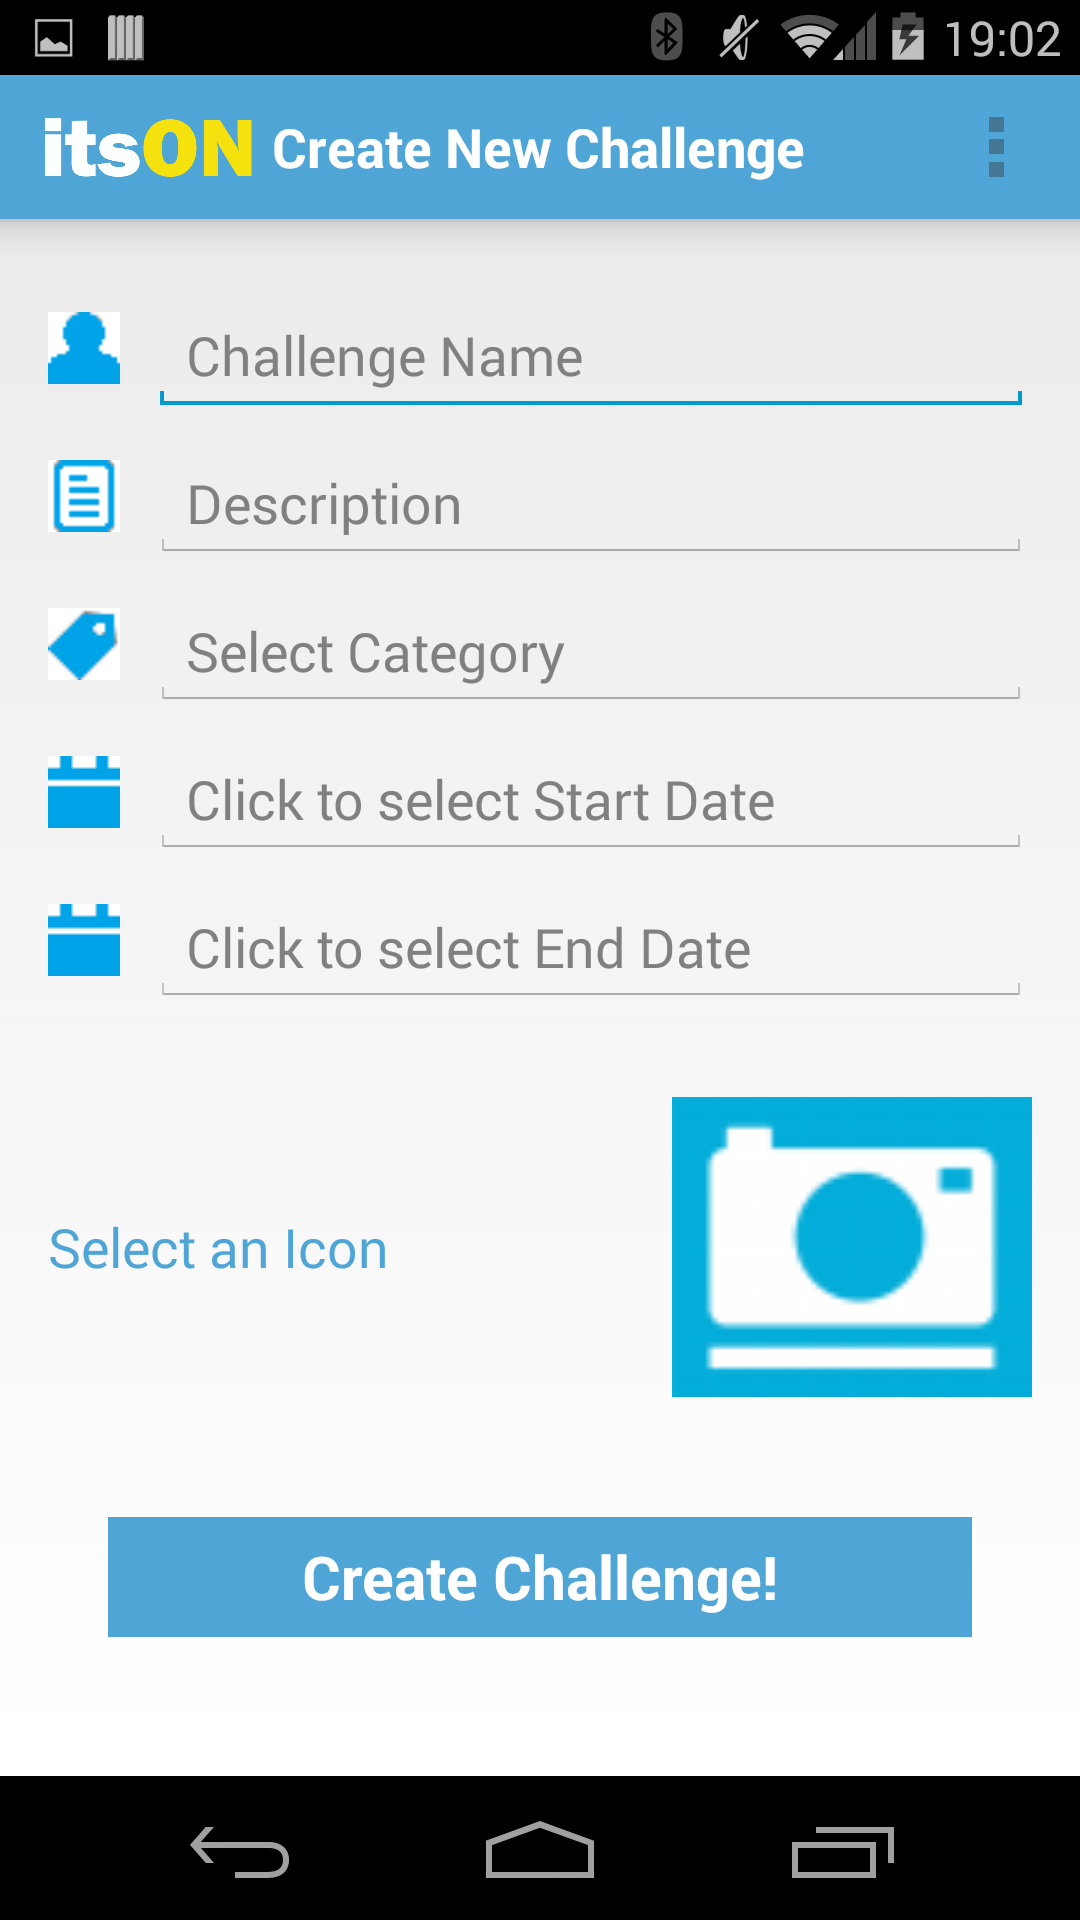 19:02
itsON Create New Challenge
Challenge Name
Description
Select Category
Click to select Start Date
Click to select End Date
Select an Icon
Create Challenge!